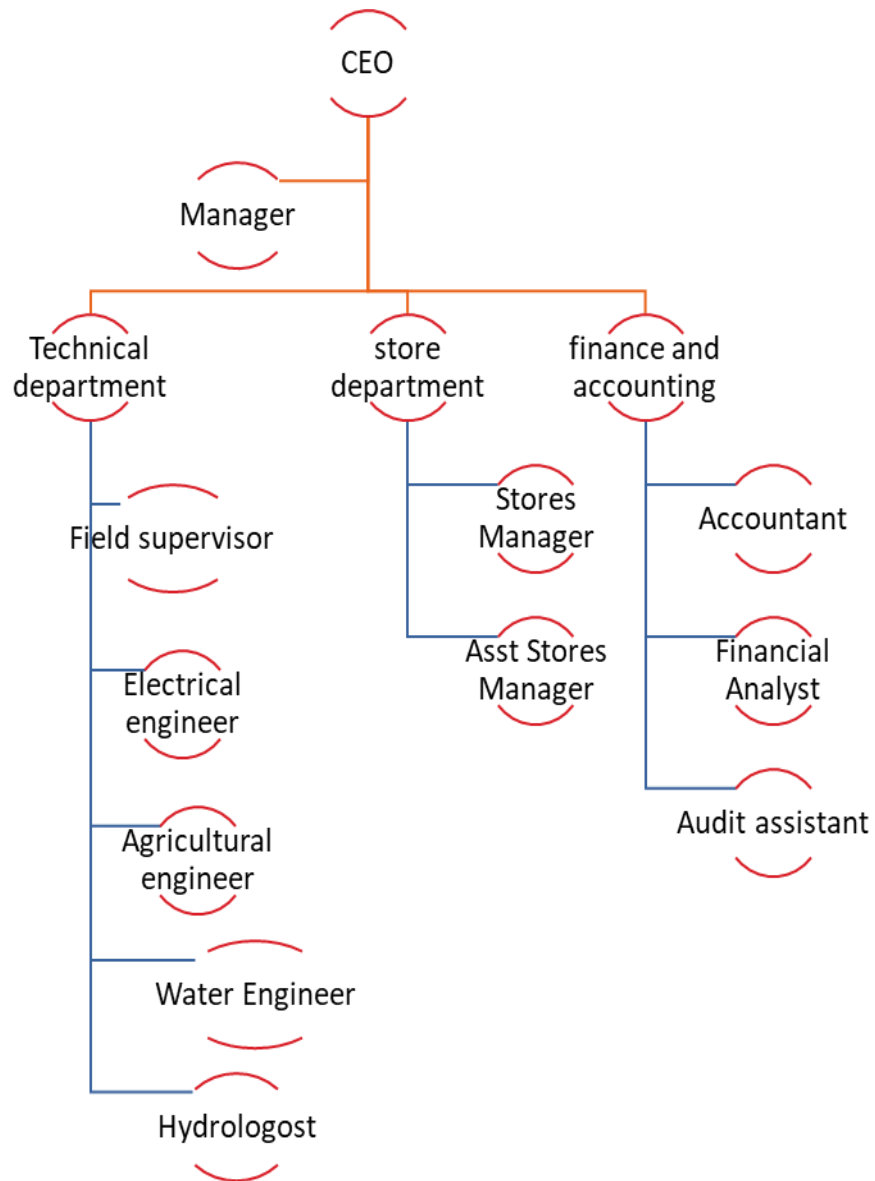 CEO
Manager
Technical
department
store
department
finance and
accounting
Field supervisor
Electrical
engineer
Agricultural
engineer
Water Engineer
Hydrologost
Stores
Manager
Asst Stores
Manager
Accountant
Financial
Analyst
Audit assistant